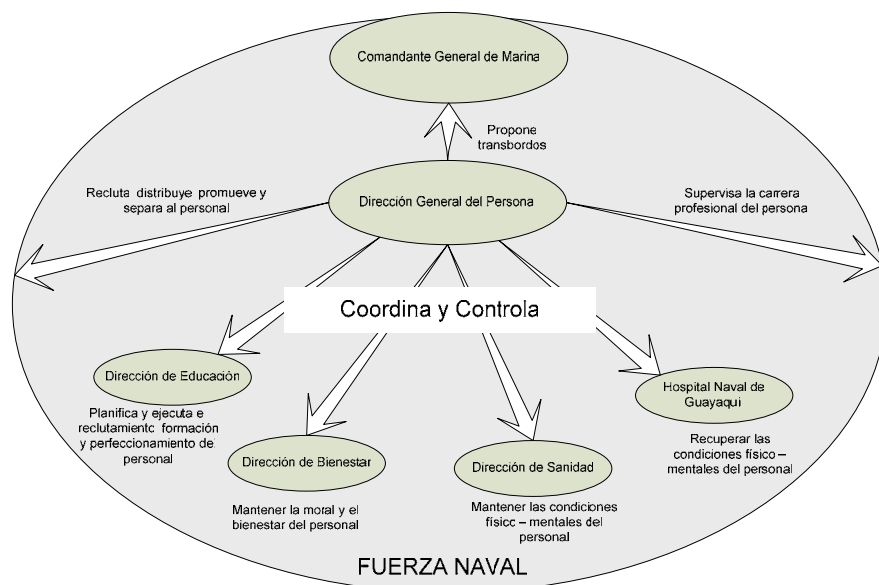 Comandante General de Marina
Propone
transbordos
Recluta distribuye promueve y
separa al personal
Dirección General del Persona
Supervisa la carrera
profesional del persona
Coordina y Controla
Dirección de Educación
Planifica y ejecuta e
reclutamiento formación
y perfeccionamiento de
personal
Dirección de Bienestar
Mantener la moral y el
bienestar del personal
Dirección de Sanidad
Mantener las condiciones
físico – mentales del
personal
Hospital Naval de
Guayaqui
Recuperar las
condiciones físico –
mentales del personal
FUERZA NAVAL